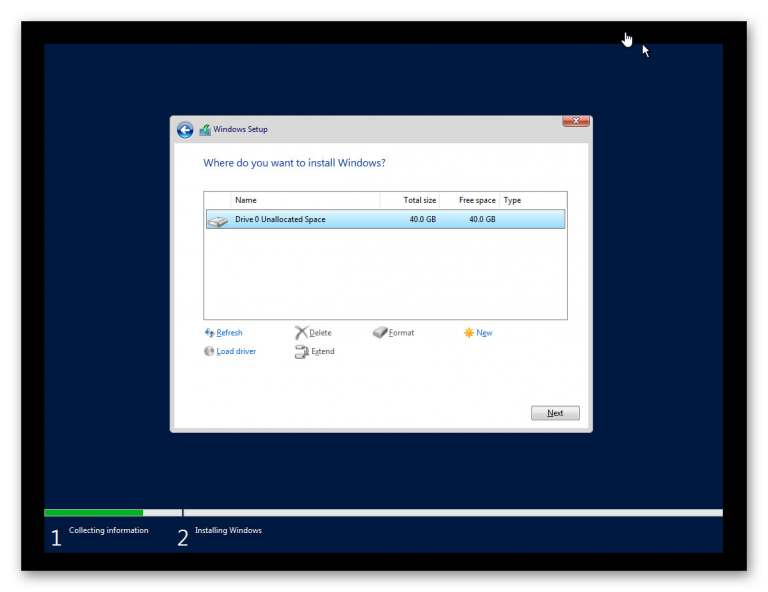 Windows Setup
Where do you want to install Windows?
Name Total size Free space Type
Drive 0 Unallocated Space 40.0 GB 40.0 GB
Refresh Delete Format New
Load driver Extend
Next
1 Collecting information 2 Installing Windows